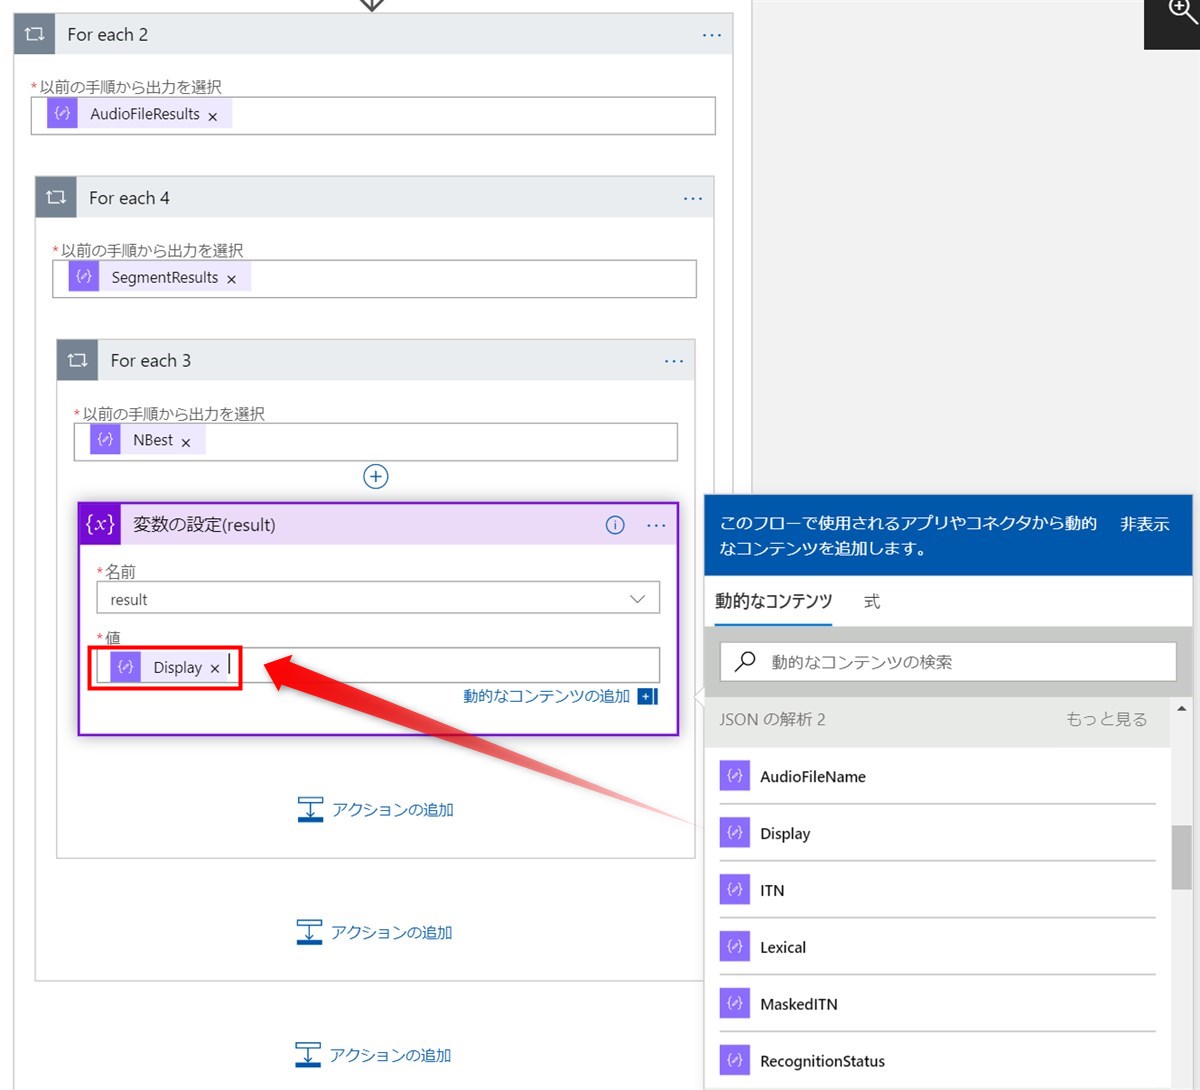 For each 2
...
*以前の手順から出力を選択
AudioFileResults ×
For each 4
...
*以前の手順から出力を選択
SegmentResults ×
For each 3
...
*以前の手順から出力を選択
NBest ×
{x} 変数の設定(result)
...
*名前
result
*値
Display ×
動的なコンテンツの追加
アクションの追加
アクションの追加
アクションの追加
このフローで使用されるアプリやコネクタから動的
なコンテンツを追加します。
非表示
動的なコンテンツ
式
動的なコンテンツの検索
JSON の解析 2
もっと見る
AudioFileName
Display
ITN
Lexical
MaskedITN
RecognitionStatus